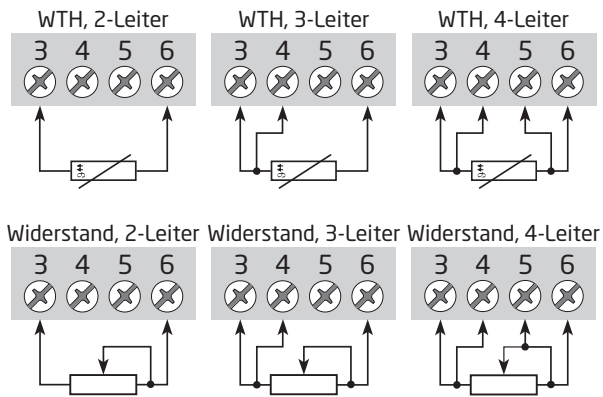 WTH, 2-Leiter WTH, 3-Leiter WTH, 4-Leiter
3 4 5 6 3 4 5 6 3 4 5 6
ϑ ϑ ϑ
Widerstand, 2-Leiter Widerstand, 3-Leiter Widerstand, 4-Leiter
3 4 5 6 3 4 5 6 3 4 5 6